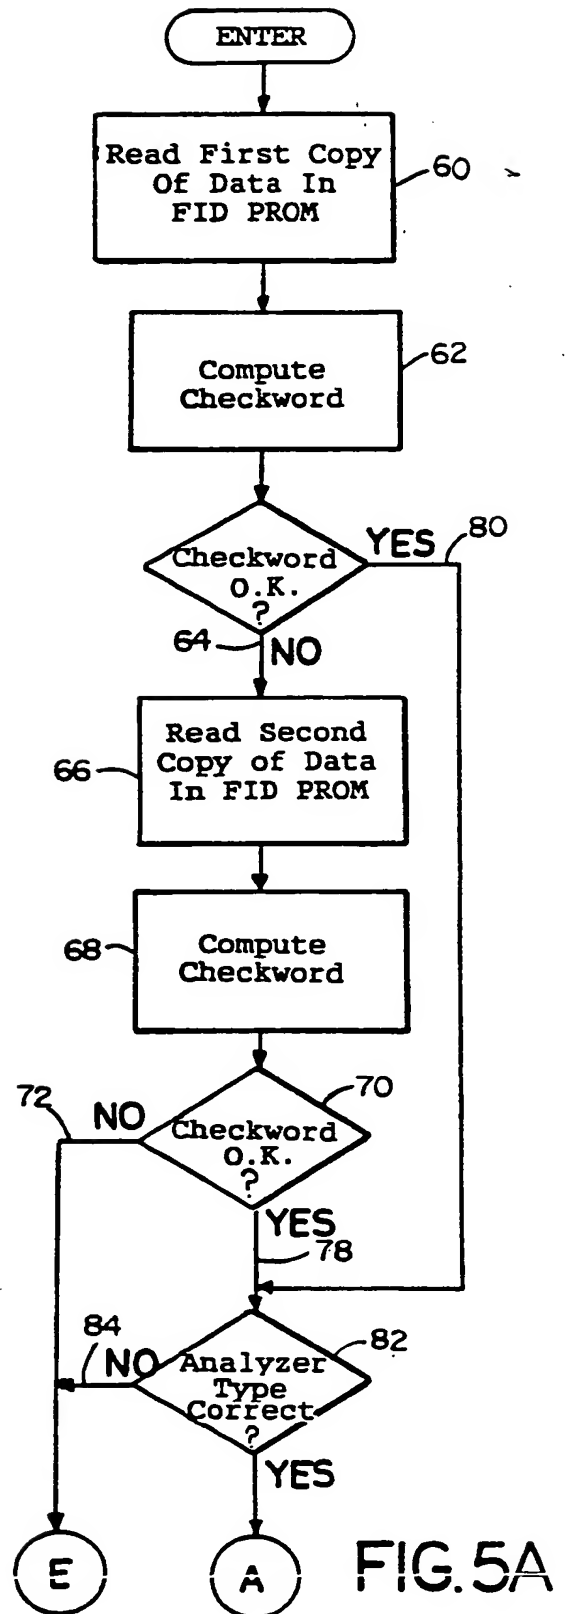 ENTER
Read First Copy
Of Data In
FID PROM
60
Compute
Checkword
62
Checkword
O.K.
?
YES
80
64
NO
Read Second
Copy of Data
In FID PROM
66
Compute
Checkword
68
Checkword
O.K.
?
70
72
NO
YES
78
Analyzer
Type
Correct
?
82
84
NO
YES
E
A
FIG.5A